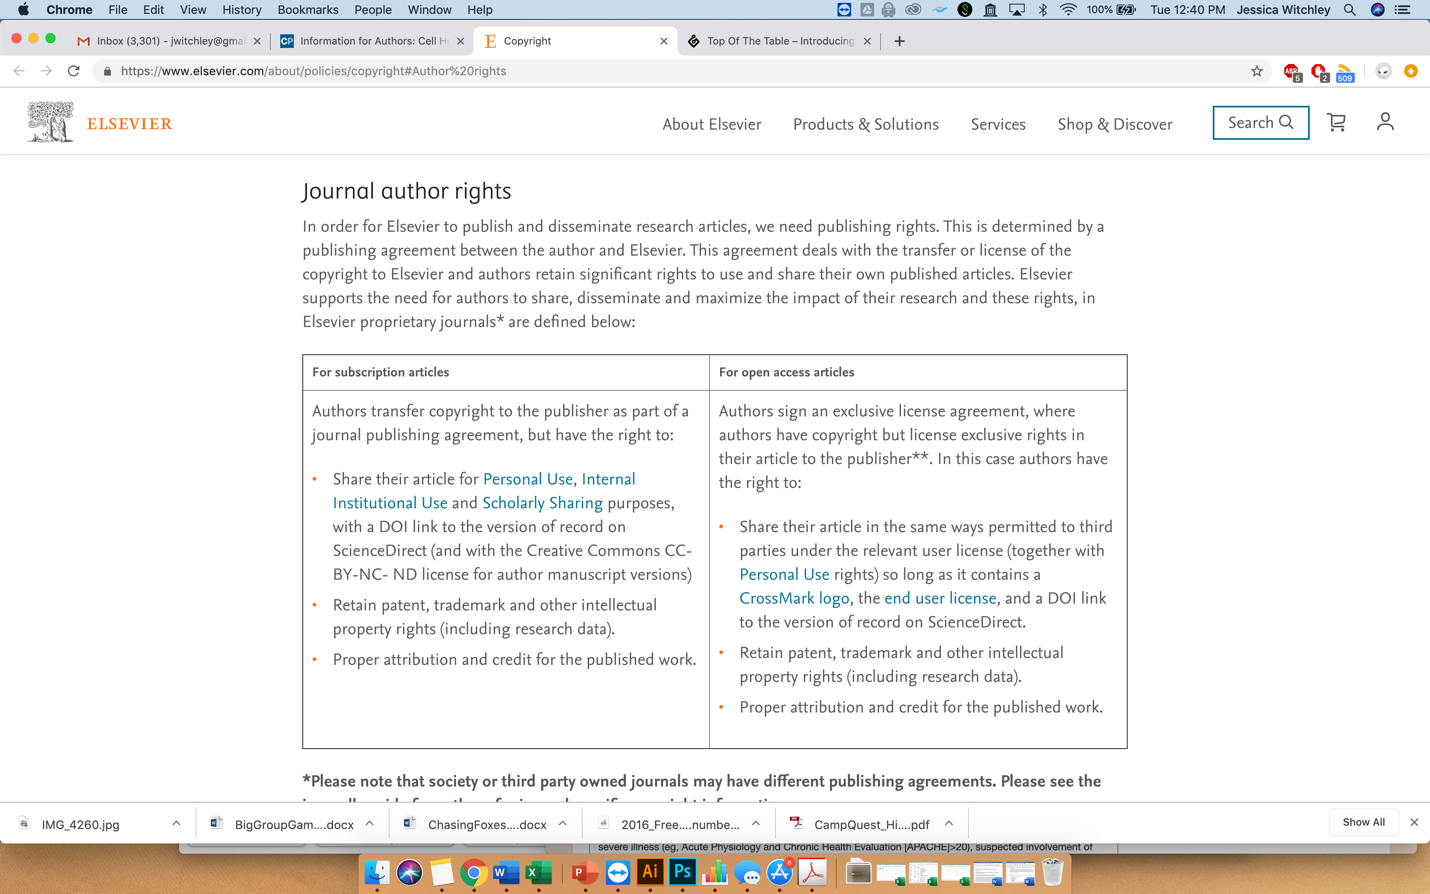 Chrome File Edit View History Bookmarks People Window Help 100% Tue 12:40 PM Jessica Witchley
Inbox (3,301) - jwitchley@gmai Information for Authors: Cell H Copyright Top Of The Table – Introducing
https://www.elsevier.com/about/policies/copyright#Author%20rights 5 2 509
ELSEVIER About Elsevier Products & Solutions Services Shop & Discover Search
Journal author rights
In order for Elsevier to publish and disseminate research articles, we need publishing rights. This is determined by a
publishing agreement between the author and Elsevier. This agreement deals with the transfer or license of the
copyright to Elsevier and authors retain significant rights to use and share their own published articles. Elsevier
supports the need for authors to share, disseminate and maximize the impact of their research and these rights, in
Elsevier proprietary journals* are defined below:
For subscription articles
Authors transfer copyright to the publisher as part of a
journal publishing agreement, but have the right to:
• Share their article for Personal Use, Internal
Institutional Use and Scholarly Sharing purposes,
with a DOI link to the version of record on
ScienceDirect (and with the Creative Commons CC-
BY-NC- ND license for author manuscript versions)
• Retain patent, trademark and other intellectual
property rights (including research data).
• Proper attribution and credit for the published work.
For open access articles
Authors sign an exclusive license agreement, where
authors have copyright but license exclusive rights in
their article to the publisher**. In this case authors have
the right to:
• Share their article in the same ways permitted to third
parties under the relevant user license (together with
Personal Use rights) so long as it contains a
CrossMark logo, the end user license, and a DOI link
to the version of record on ScienceDirect.
• Retain patent, trademark and other intellectual
property rights (including research data).
• Proper attribution and credit for the published work.
*Please note that society or third party owned journals may have different publishing agreements. Please see the
IMG_4260.jpg BigGroupGam....docx ChasingFoxes....docx 2016_Free....numbe... CampQuest_Hi....pdf Show All
severe illness (eg, Acute Physiology and Chronic Health Evaluation [APACHE]>20), suspected involvement of